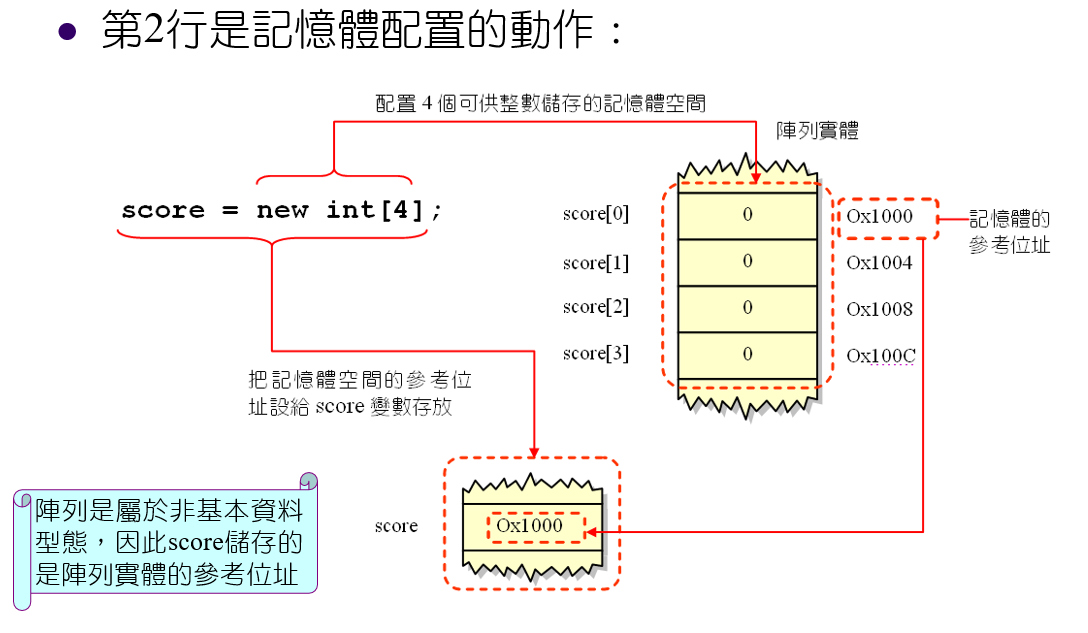 第2行是記憶體配置的動作：
配置 4 個可供整數儲存的記憶體空間
陣列實體
score = new int[4];
score[0]
0
Ox1000
記憶體的
參考位址
score[1]
0
Ox1004
score[2]
0
Ox1008
score[3]
0
Ox100C
把記憶體空間的參考位
址設給 score 變數存放
score
Ox1000
陣列是屬於非基本資料
型態，因此score儲存的
是陣列實體的參考位址